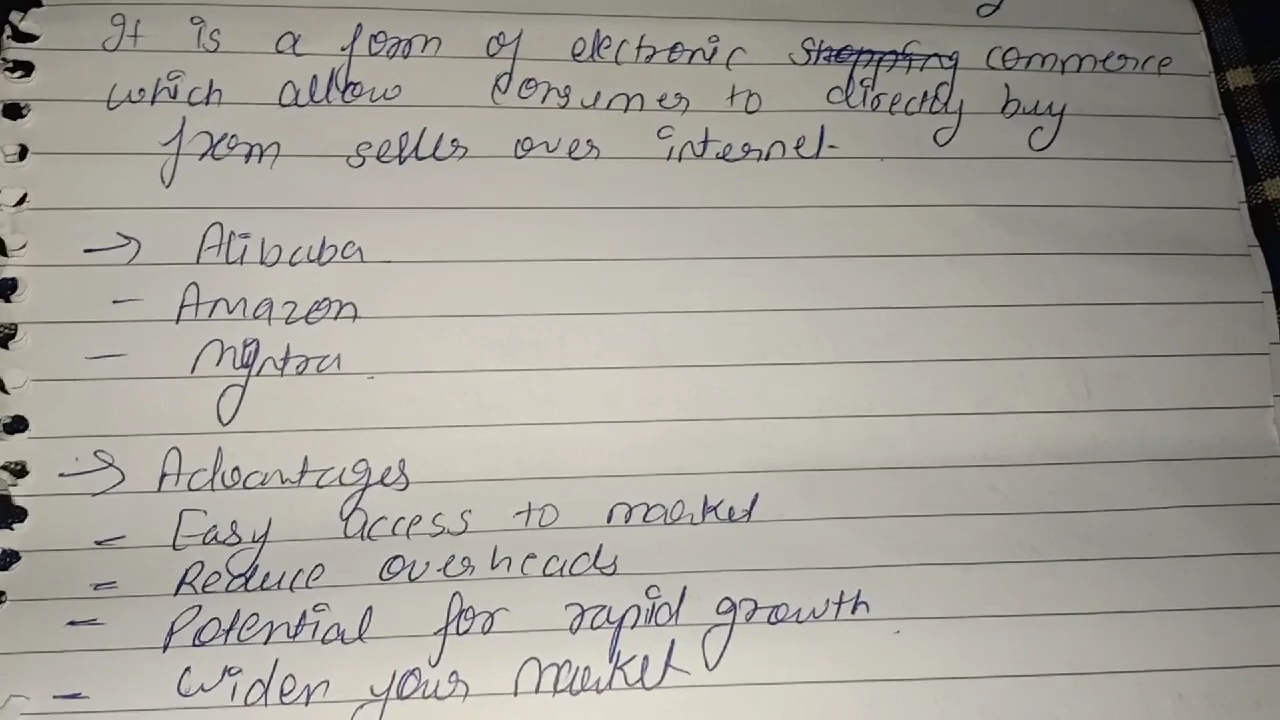 It is a form of electronic shopping commerce
which allow consumer to directly buy
from seller over internet.
→ Alibaba
- Amazon
- Myntra
→ Advantages
- Easy access to market
= Reduce overheads
- Potential for rapid growth
- widen your market